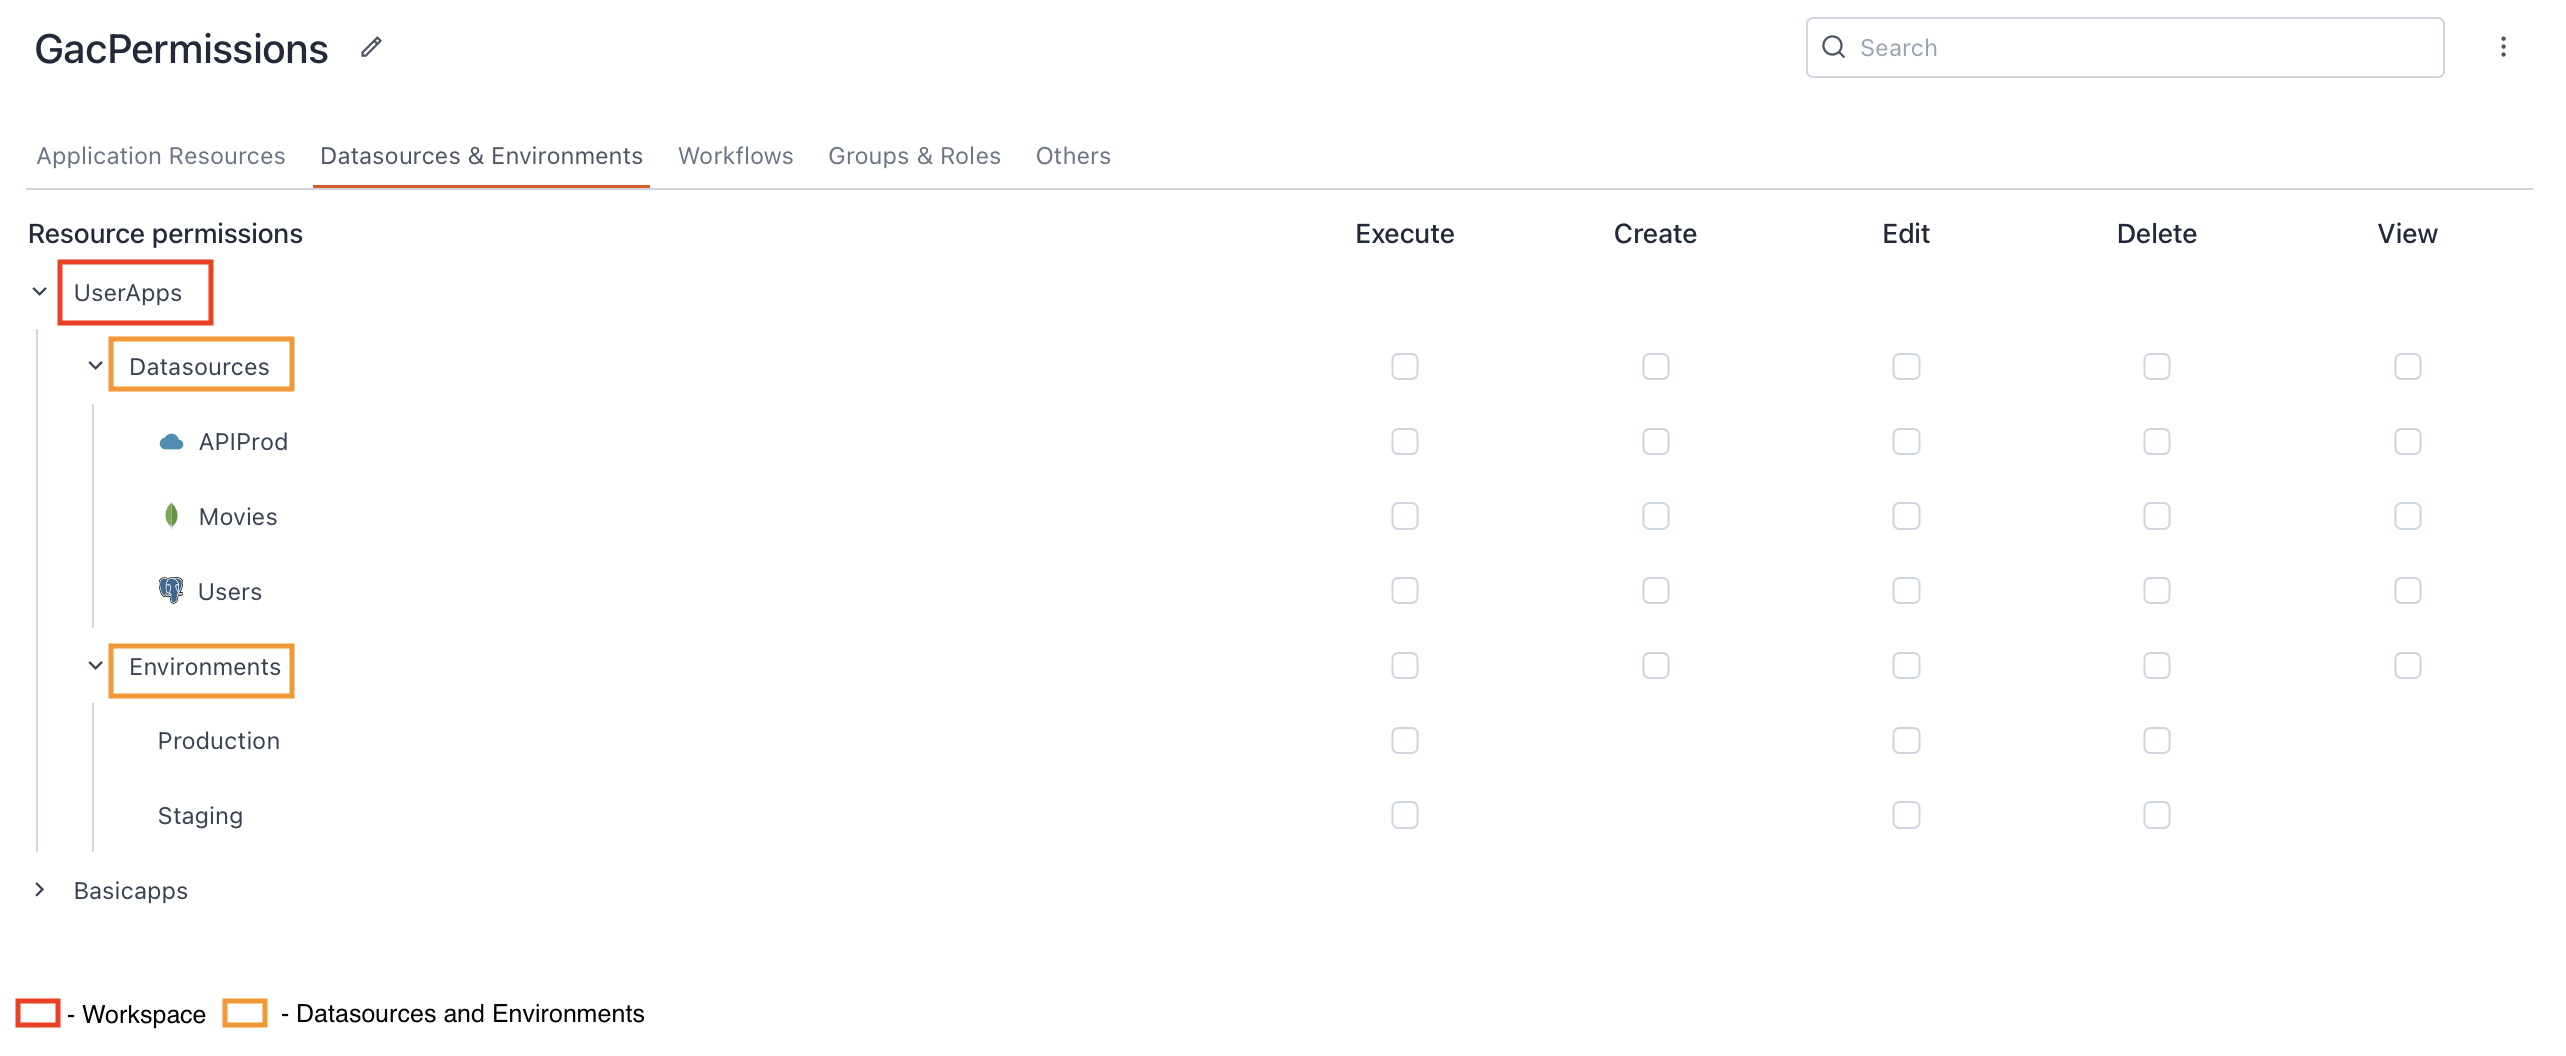 GacPermissions
Search
Application Resources Datasources & Environments Workflows Groups & Roles Others
Resource permissions Execute Create Edit Delete View
UserApps
Datasources
APIProd
Movies
Users
Environments
Production
Staging
Basicapps
- Workspace - Datasources and Environments